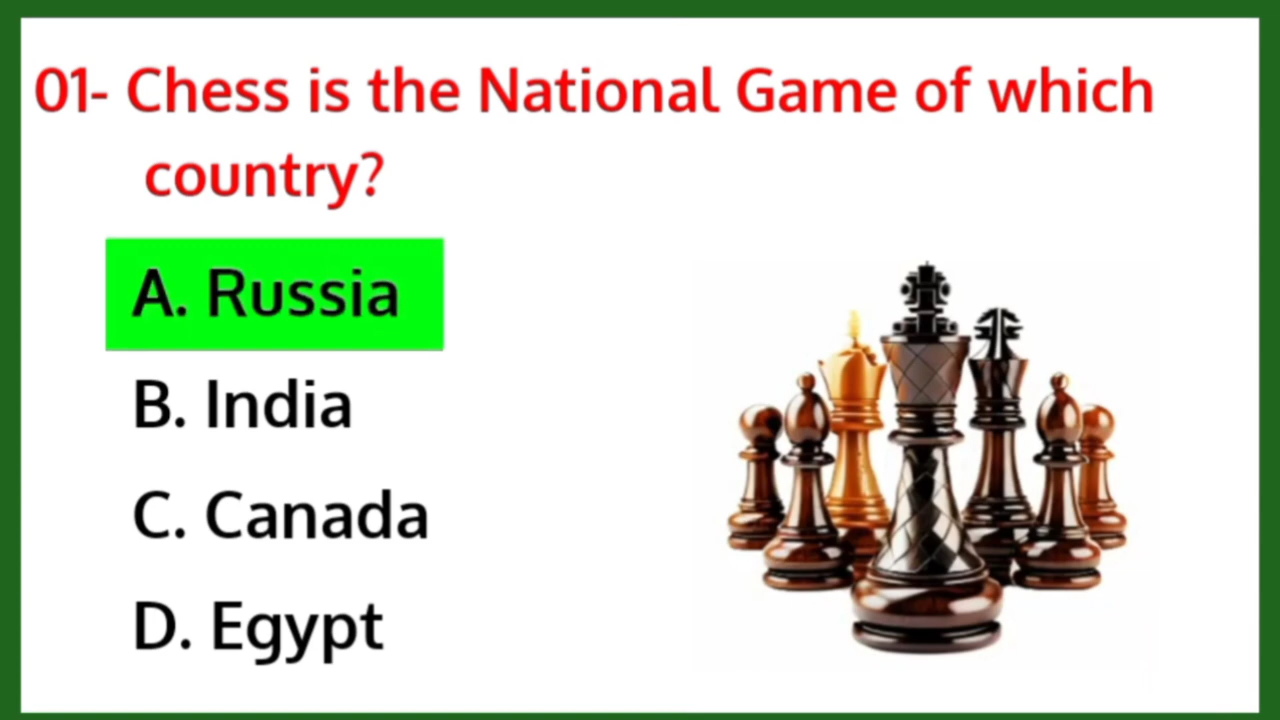 01- Chess is the National Game of which
country?
A. Russia
B. India
C. Canada
D. Egypt